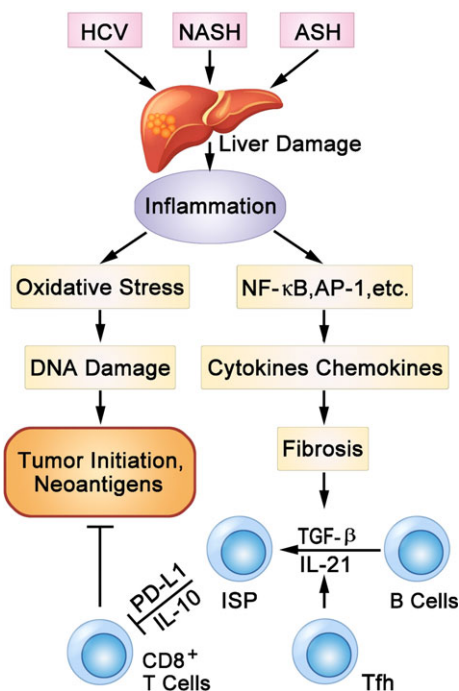 HCV
NASH
ASH
Liver Damage
Inflammation
Oxidative Stress
NF-κB,AP-1,etc.
DNA Damage
Cytokines Chemokines
Tumor Initiation,
Neoantigens
Fibrosis
TGF-β
IL-21
ISP
B Cells
PD-L1
IL-10
CD8+
T Cells
Tfh